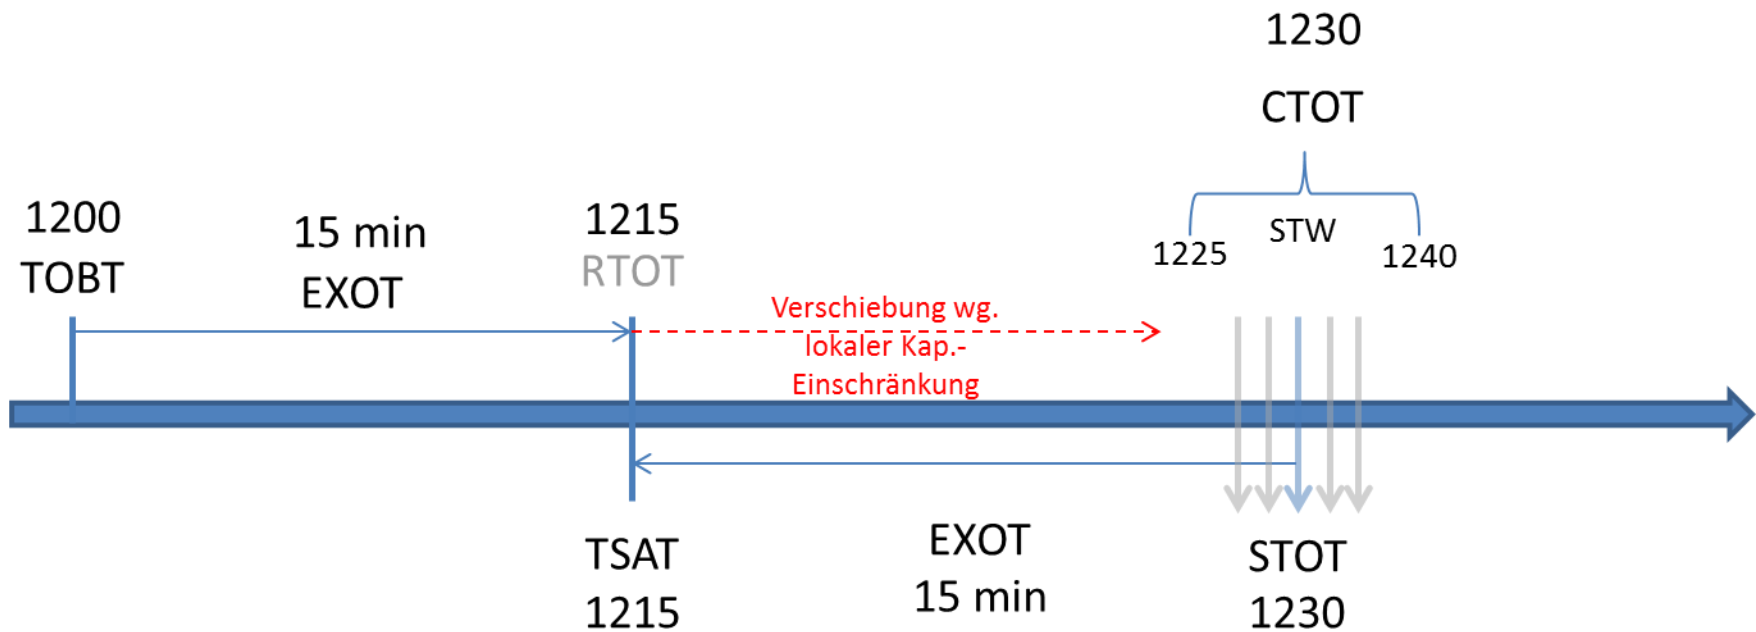 1230
CTOT
1200
TOBT
15 min
EXOT
1215
RTOT
STW
1225
1240
Verschiebung wg.
lokaler Kap.-
Einschränkung
TSAT
1215
EXOT
15 min
STOT
1230